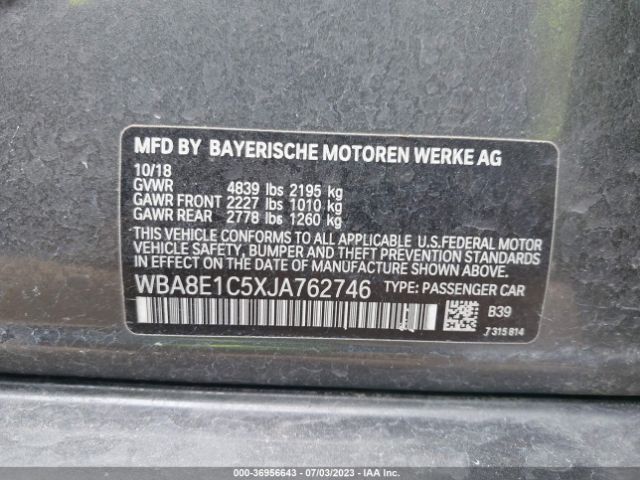 MFD BY BAYERISCHE MOTOREN WERKE AG
10/18
GVWR 4839 lbs 2195 kg
GAWR FRONT 2227 lbs 1010 kg
GAWR REAR 2778 lbs 1260 kg
THIS VEHICLE CONFORMS TO ALL APPLICABLE U.S.FEDERAL MOTOR
VEHICLE SAFETY, BUMPER AND THEFT PREVENTION STANDARDS
IN EFFECT ON THE DATE OF MANUFACTURE SHOWN ABOVE.
WBA8E1C5XJA762746 TYPE: PASSENGER CAR
B39
7315814
000-36956643 / 07/03/2023 - IAA Inc.